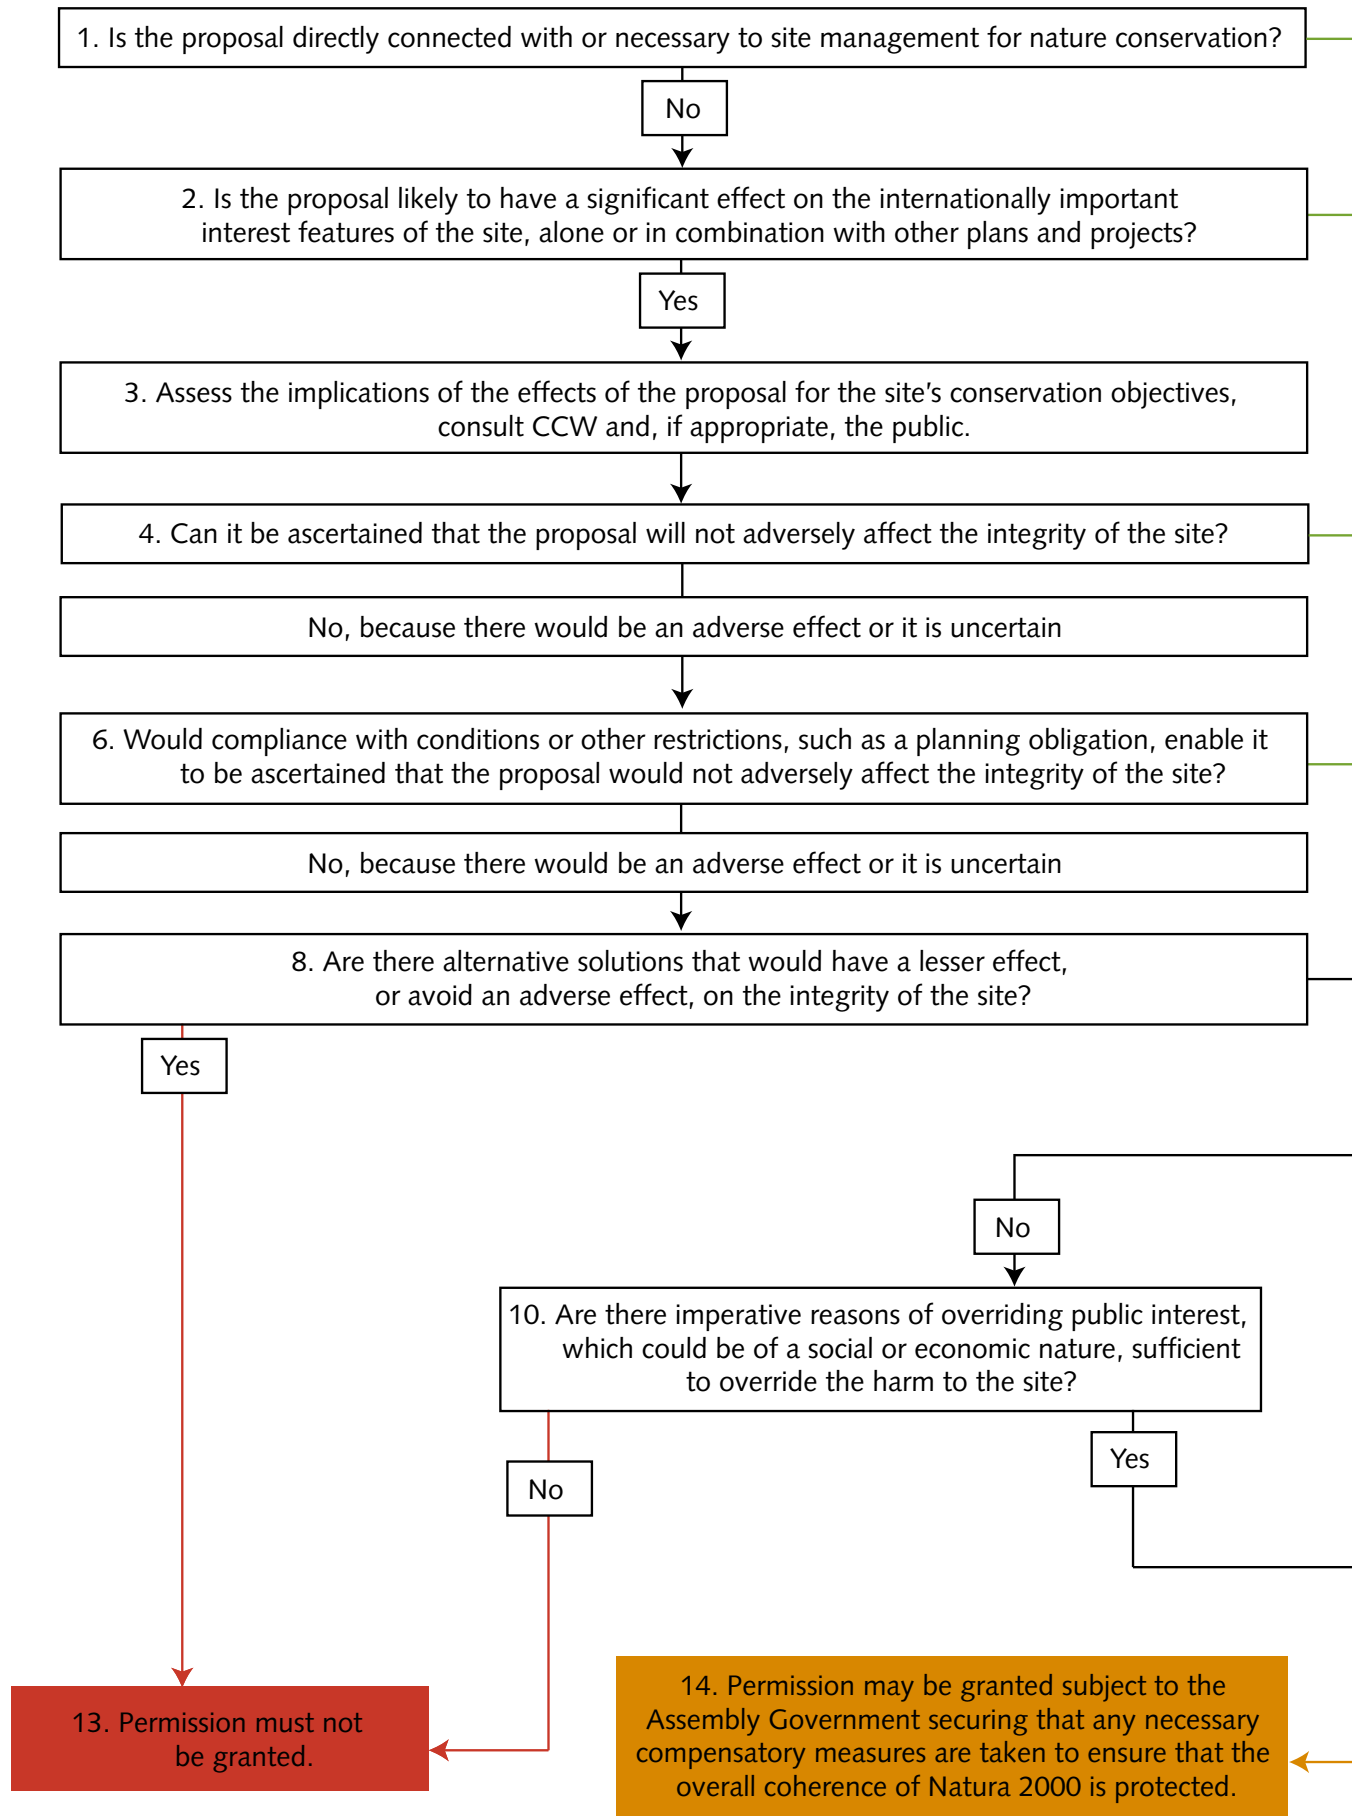 1. Is the proposal directly connected with or necessary to site management for nature conservation?
No
2. Is the proposal likely to have a significant effect on the internationally important
interest features of the site, alone or in combination with other plans and projects?
Yes
3. Assess the implications of the effects of the proposal for the site’s conservation objectives,
consult CCW and, if appropriate, the public.
4. Can it be ascertained that the proposal will not adversely affect the integrity of the site?
No, because there would be an adverse effect or it is uncertain
6. Would compliance with conditions or other restrictions, such as a planning obligation, enable it
to be ascertained that the proposal would not adversely affect the integrity of the site?
No, because there would be an adverse effect or it is uncertain
8. Are there alternative solutions that would have a lesser effect,
or avoid an adverse effect, on the integrity of the site?
Yes
No
10. Are there imperative reasons of overriding public interest,
which could be of a social or economic nature, sufficient
to override the harm to the site?
No
Yes
13. Permission must not
be granted.
14. Permission may be granted subject to the
Assembly Government securing that any necessary
compensatory measures are taken to ensure that the
overall coherence of Natura 2000 is protected.